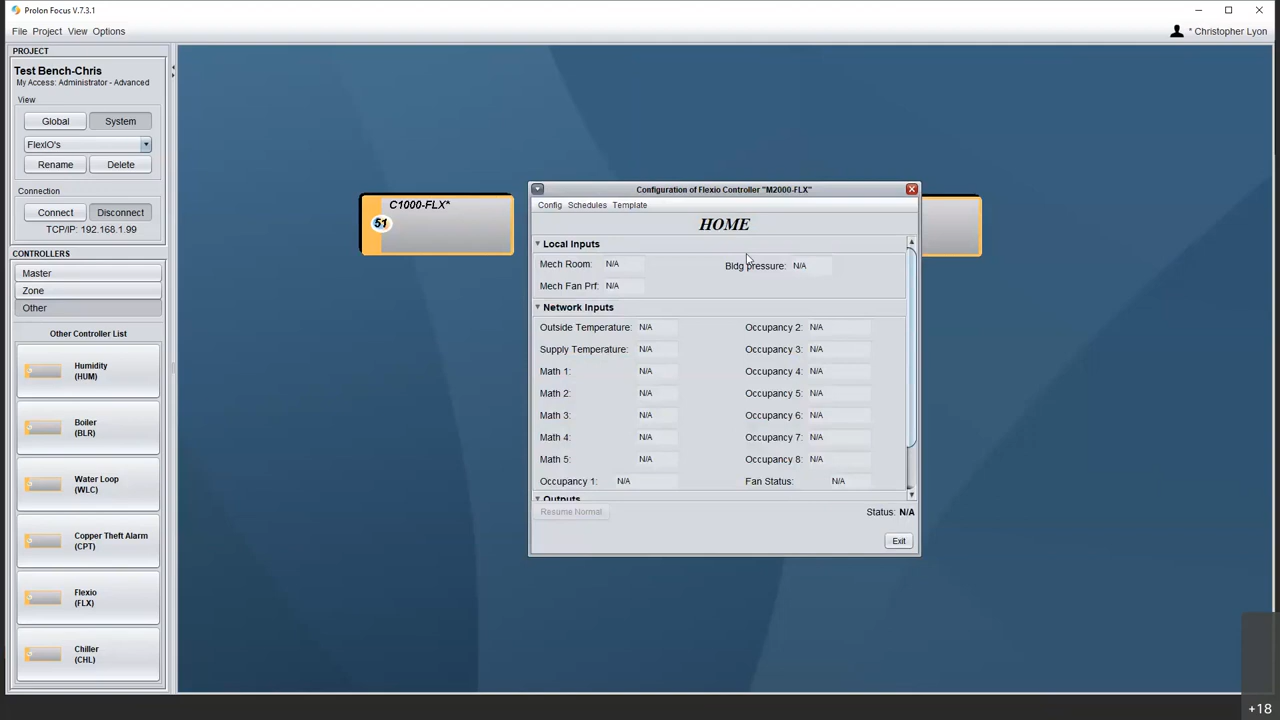 Prolon Focus V.7.3.1
File Project View Options
* Christopher Lyon
PROJECT
Test Bench-Chris
My Access: Administrator - Advanced
View
Global System
FlexIO's
Rename Delete
Connection
Connect Disconnect
TCP/IP: 192.168.1.99
CONTROLLERS
Master
Zone
Other
Other Controller List
Humidity
(HUM)
Boiler
(BLR)
Water Loop
(WLC)
Copper Theft Alarm
(CPT)
Flexio
(FLX)
Chiller
(CHL)
C1000-FLX*
51
Configuration of Flexio Controller "M2000-FLX"
Config Schedules Template
HOME
Local Inputs
Mech Room: N/A Bldg pressure: N/A
Mech Fan Prf: N/A
Network Inputs
Outside Temperature: N/A Occupancy 2: N/A
Supply Temperature: N/A Occupancy 3: N/A
Math 1: N/A Occupancy 4: N/A
Math 2: N/A Occupancy 5: N/A
Math 3: N/A Occupancy 6: N/A
Math 4: N/A Occupancy 7: N/A
Math 5: N/A Occupancy 8: N/A
Occupancy 1: N/A Fan Status: N/A
Outputs
Resume Normal Status: N/A
Exit
+18